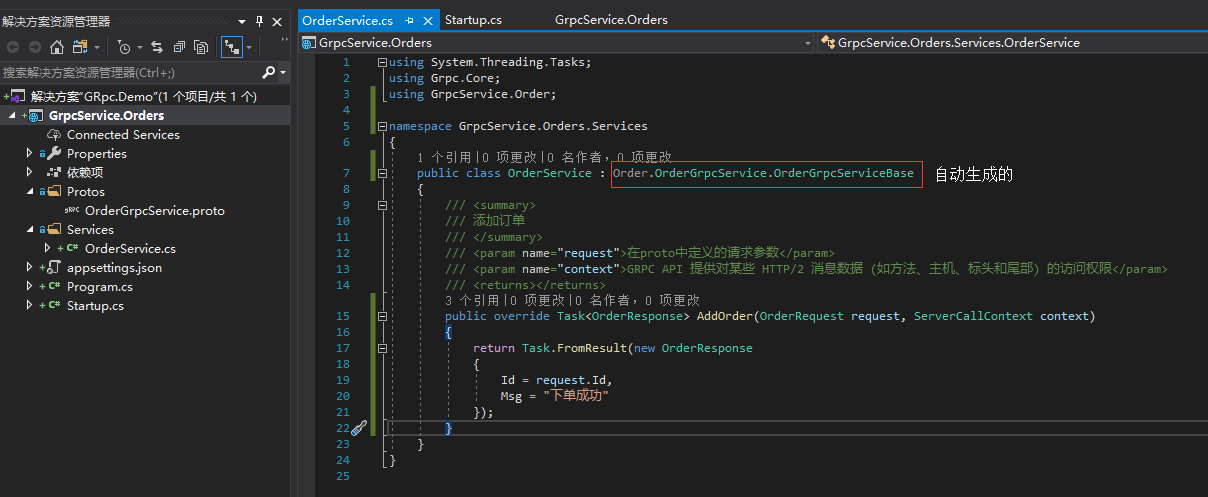 解决方案资源管理器
搜索解决方案资源管理器(Ctrl+;)
解决方案"GRpc.Demo"(1 个项目/共 1 个)
GrpcService.Orders
Connected Services
Properties
依赖项
Protos
GRPC OrderGrpcService.proto
Services
C# OrderService.cs
appsettings.json
C# Program.cs
C# Startup.cs
OrderService.cs Startup.cs GrpcService.Orders
GrpcService.Orders GrpcService.Orders.Services.OrderService
1 using System.Threading.Tasks;
2 using Grpc.Core;
3 using GrpcService.Order;
4
5 namespace GrpcService.Orders.Services
6 {
1 个引用|0 项更改|0 名作者，0 项更改
7 public class OrderService : Order.OrderGrpcService.OrderGrpcServiceBase 自动生成的
8 {
9 /// <summary>
10 /// 添加订单
11 /// </summary>
12 /// <param name="request">在proto中定义的请求参数</param>
13 /// <param name="context">GRPC API 提供对某些 HTTP/2 消息数据 (如方法、主机、标头和尾部) 的访问权限</param>
14 /// <returns></returns>
3 个引用|0 项更改|0 名作者，0 项更改
15 public override Task<OrderResponse> AddOrder(OrderRequest request, ServerCallContext context)
16 {
17 return Task.FromResult(new OrderResponse
18 {
19 Id = request.Id,
20 Msg = "下单成功"
21 });
22 }
23 }
24 }
25